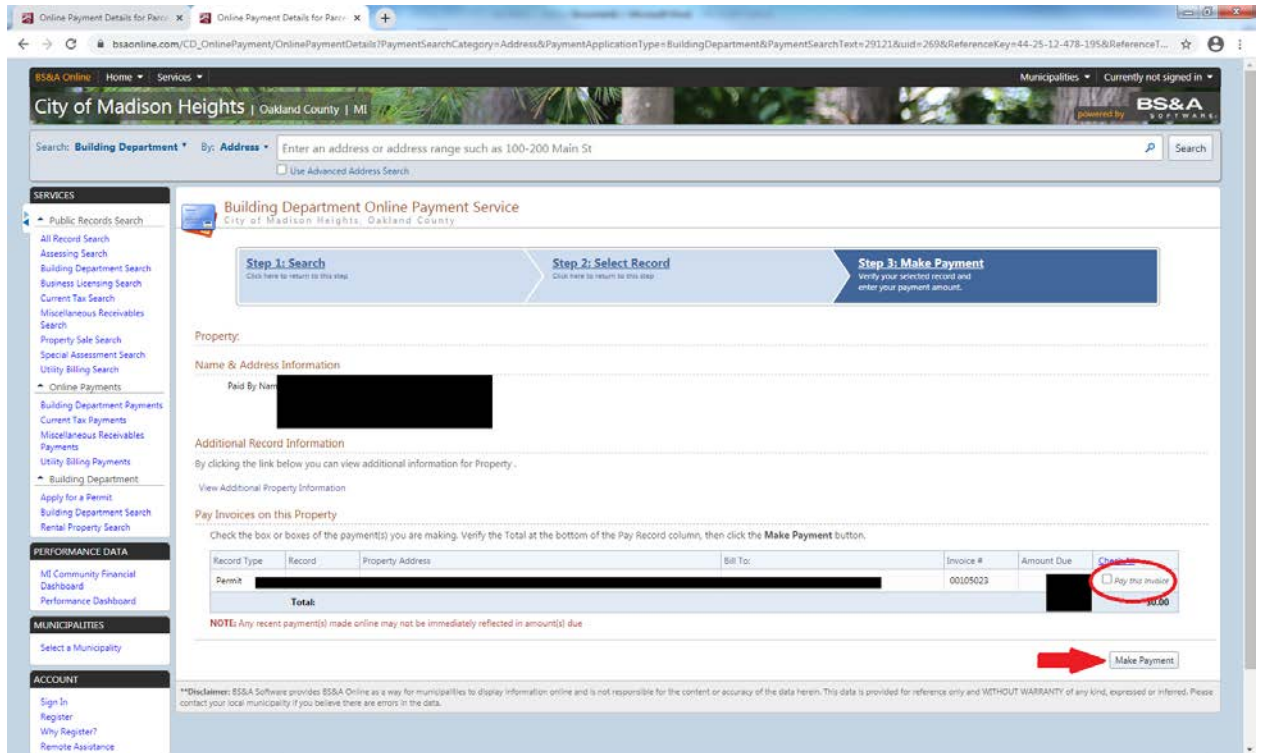 Online Payment Details for Parce
Online Payment Details for Parce
bsaonline.com/CD_OnlinePayment/OnlinePaymentDetails?PaymentSearchCategory=Address&PaymentApplicationType=BuildingDepartment&PaymentSearchText=29121&uid=269&ReferenceKey=44-25-12-478-195&ReferenceT...
BS&A Online Home Services Municipalities Currently not signed in
City of Madison Heights | Oakland County | MI
powered by BS&A SOFTWARE
Search: Building Department By: Address Enter an address or address range such as 100-200 Main St Search
Use Advanced Address Search
SERVICES
Public Records Search
All Record Search
Assessing Search
Building Department Search
Business Licensing Search
Current Tax Search
Miscellaneous Receivables
Search
Property Sale Search
Special Assessment Search
Utility Billing Search
Online Payments
Building Department Payments
Current Tax Payments
Miscellaneous Receivables
Payments
Utility Billing Payments
Building Department
Apply for a Permit
Building Department Search
Rental Property Search
PERFORMANCE DATA
MI Community Financial
Dashboard
Performance Dashboard
MUNICIPALITIES
Select a Municipality
ACCOUNT
Sign In
Register
Why Register?
Remote Assistance
Building Department Online Payment Service
City of Madison Heights, Oakland County
Step 1: Search
Click here to return to this step
Step 2: Select Record
Click here to return to this step
Step 3: Make Payment
Verify your selected record and
enter your payment amount.
Property:
Name & Address Information
Paid By Nam
Additional Record Information
By clicking the link below you can view additional information for Property .
View Additional Property Information
Pay Invoices on this Property
Check the box or boxes of the payment(s) you are making. Verify the Total at the bottom of the Pay Record column, then click the Make Payment button.
Record Type Record Property Address Bill To: Invoice # Amount Due Check All
Permit 00105023 Pay this invoice
Total: $0.00
NOTE: Any recent payment(s) made online may not be immediately reflected in amount(s) due
Make Payment
**Disclaimer: BS&A Software provides BS&A Online as a way for municipalities to display information online and is not responsible for the content or accuracy of the data herein. This data is provided for reference only and WITHOUT WARRANTY of any kind, expressed or inferred. Please
contact your local municipality if you believe there are errors in the data.